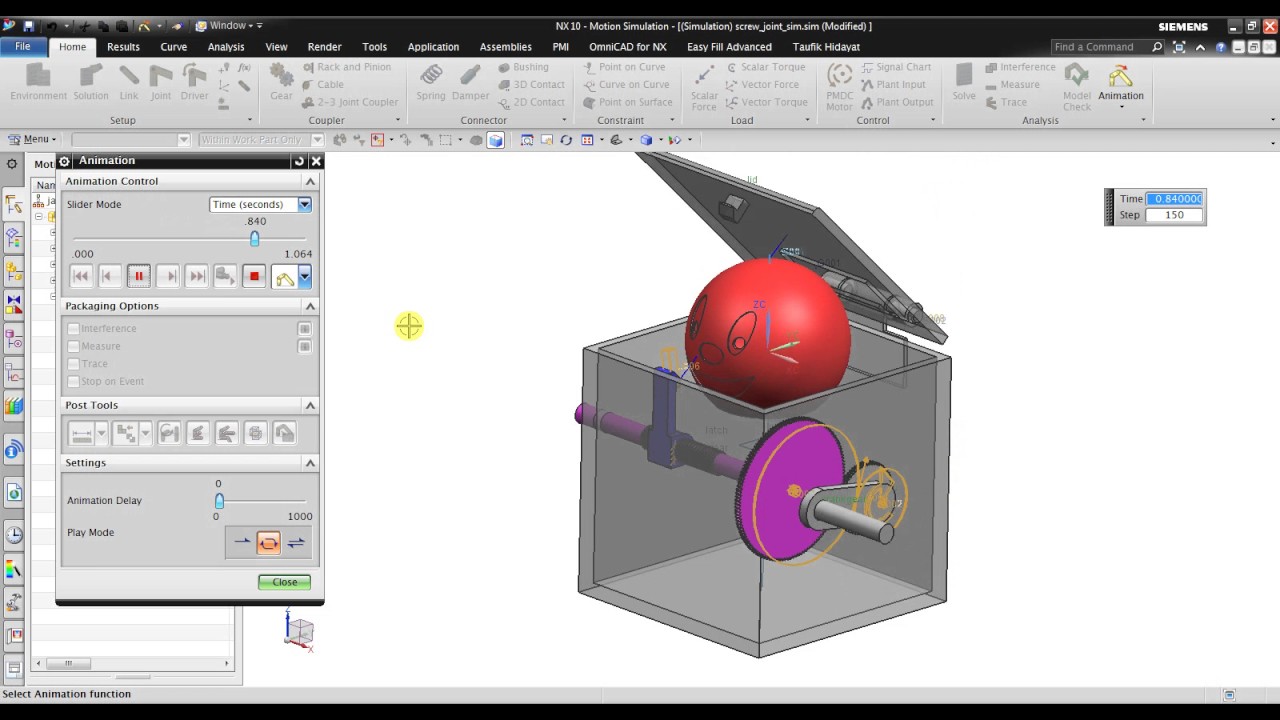 Window
NX 10 - Motion Simulation - [(Simulation) screw_joint_sim.sim (Modified) ]
SIEMENS
File Home Results Curve Analysis View Render Tools Application Assemblies PMI OmniCAD for NX Easy Fill Advanced Taufik Hidayat
Find a Command
Environment Solution Link Joint Driver f(x)
Gear Rack and Pinion
Cable
2-3 Joint Coupler
Spring Damper Bushing
3D Contact
2D Contact
Point on Curve
Curve on Curve
Point on Surface
Scalar Force
Scalar Torque
Vector Force
Vector Torque
PMDC Motor
Signal Chart
Plant Input
Plant Output
Solve
Interference
Measure
Trace
Model Check
Animation
Setup Coupler Connector Constraint Load Control Analysis
Menu Within Work Part Only
Animation
Animation Control
Slider Mode Time (seconds)
.840
.000 1.064
Packaging Options
Interference
Measure
Trace
Stop on Event
Post Tools
Settings
0
Animation Delay
0 1000
Play Mode
Close
Time 0.840000
Step 150
lid
ZC
latch
Z
X
Select Animation function